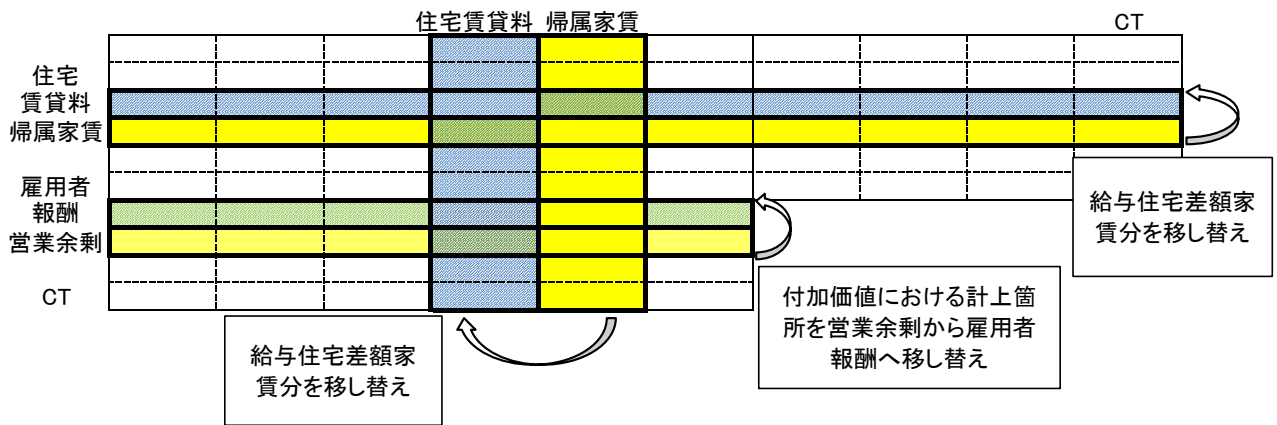 住宅賃貸料 帰属家賃 CT
住宅
賃貸料
帰属家賃
雇用者
報酬
営業余剰
CT
給与住宅差額家
賃分を移し替え
付加価値における計上箇
所を営業余剰から雇用者
報酬へ移し替え
給与住宅差額家
賃分を移し替え